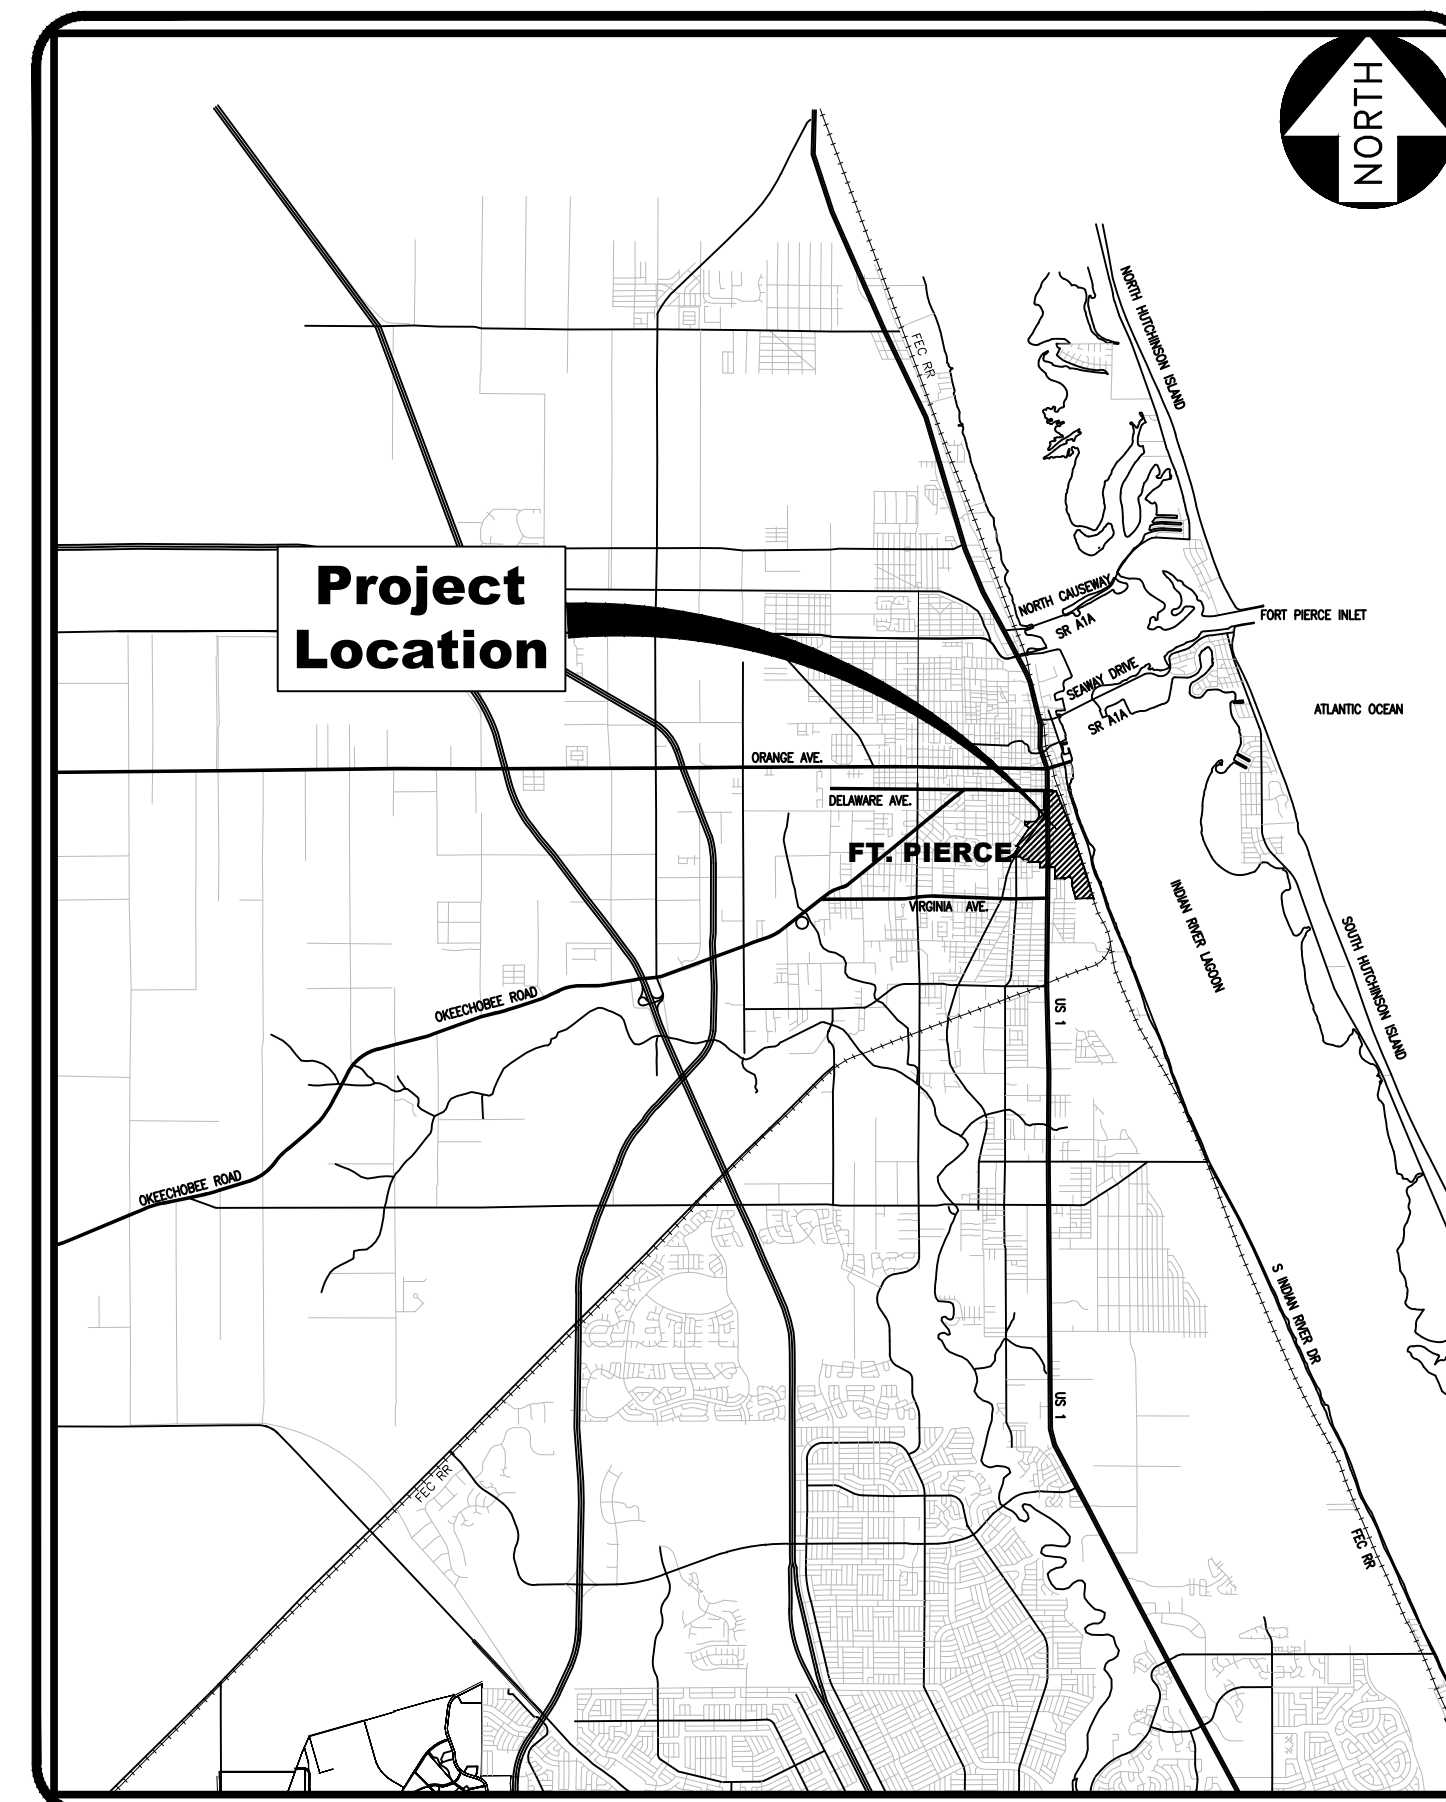 NORTH
NORTH HUTCHINSON ISLAND
FEC RR
Project
Location
NORTH CAUSEWAY
SR A1A
FORT PIERCE INLET
SEAWAY DRIVE
SR A1A
ATLANTIC OCEAN
ORANGE AVE.
DELAWARE AVE.
FT. PIERCE
VIRGINIA AVE.
INDIAN RIVER LAGOON
SOUTH HUTCHINSON ISLAND
OKEECHOBEE ROAD
US 1
OKEECHOBEE ROAD
S INDIAN RIVER DR
US 1
FEC RR
FEC RR